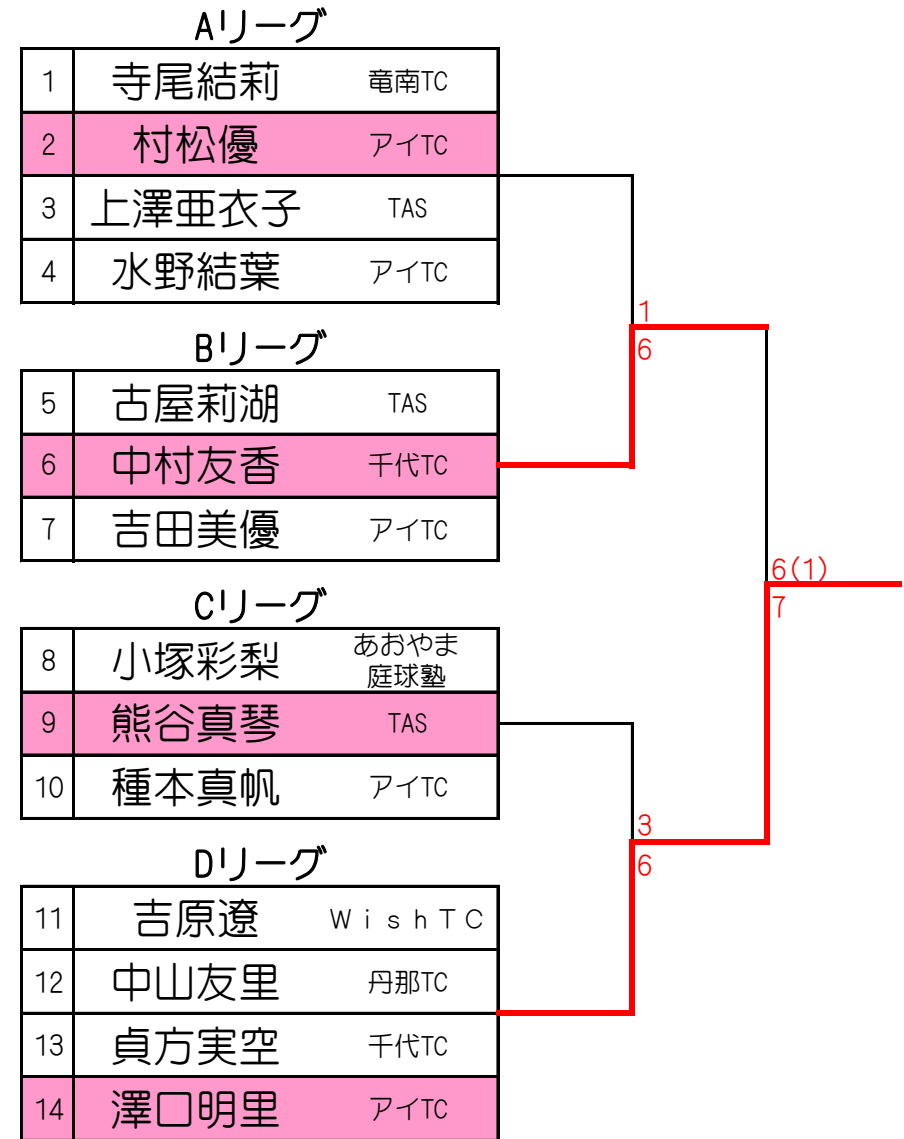 Aリーグ
1 寺尾結莉 竜南TC
2 村松優 アイTC
3 上澤亜衣子 TAS
4 水野結葉 アイTC
1
6
Bリーグ
5 古屋莉湖 TAS
6 中村友香 千代TC
7 吉田美優 アイTC
6(1)
7
Cリーグ
8 小塚彩梨 あおやま
庭球塾
9 熊谷真琴 TAS
10 種本真帆 アイTC
3
6
Dリーグ
11 吉原遼 ＷｉｓｈＴＣ
12 中山友里 丹那TC
13 貞方実空 千代TC
14 澤口明里 アイTC